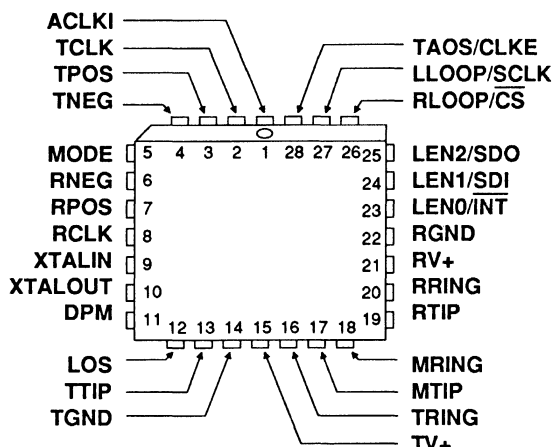 ACLKI
TCLK
TPOS
TNEG
TAOS/CLKE
LLOOP/SCLK
RLOOP/C̅S̅
4 3 2 1 28 27 26
MODE 5 25 LEN2/SDO
RNEG 6 24 LEN1/SDI
RPOS 7 23 LEN0/I̅N̅T̅
RCLK 8 22 RGND
XTALIN 9 21 RV+
XTALOUT 10 20 RRING
DPM 11 19 RTIP
12 13 14 15 16 17 18
LOS
TTIP
TGND
MRING
MTIP
TRING
TV+